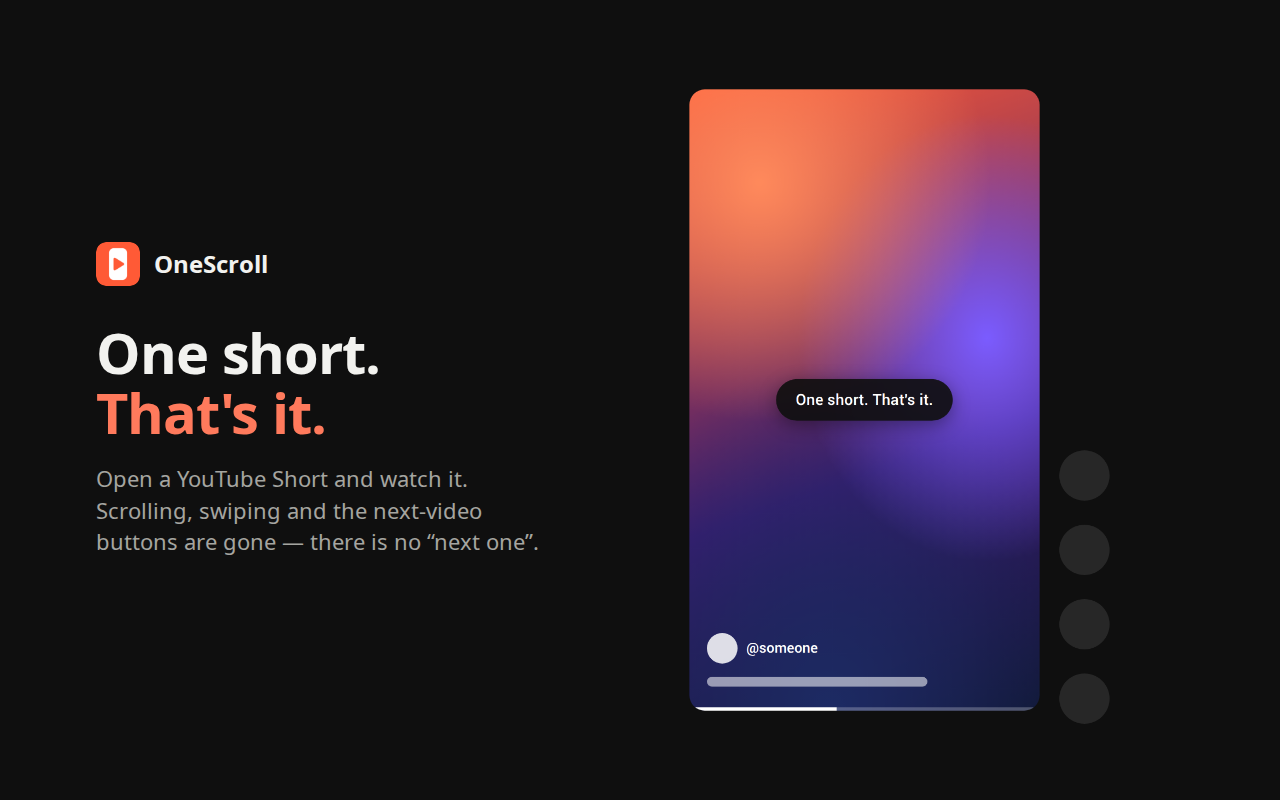 OneScroll
One short.
That's it.
Open a YouTube Short and watch it.
Scrolling, swiping and the next-video
buttons are gone — there is no “next one”.
One short. That's it.
@someone